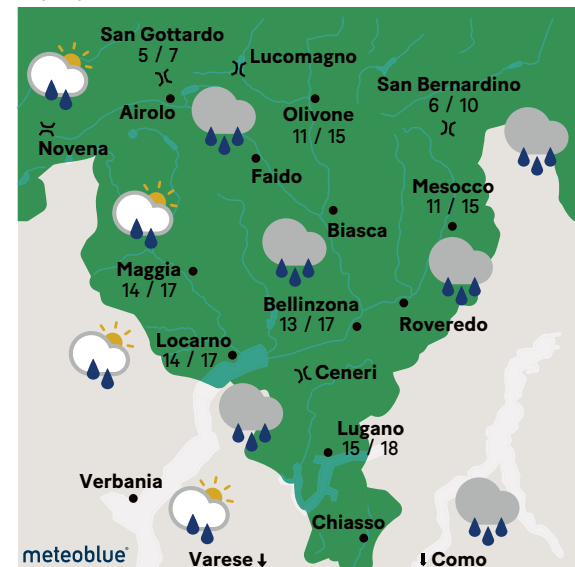 San Gottardo
5 / 7
Lucomagno
San Bernardino
6 / 10
Airolo
Olivone
11 / 15
Novena
Faido
Mesocco
11 / 15
Biasca
Maggia
14 / 17
Bellinzona
13 / 17
Roveredo
Locarno
14 / 17
Ceneri
Lugano
15 / 18
Verbania
Chiasso
meteoblue®
Varese ↓
⬇ Como